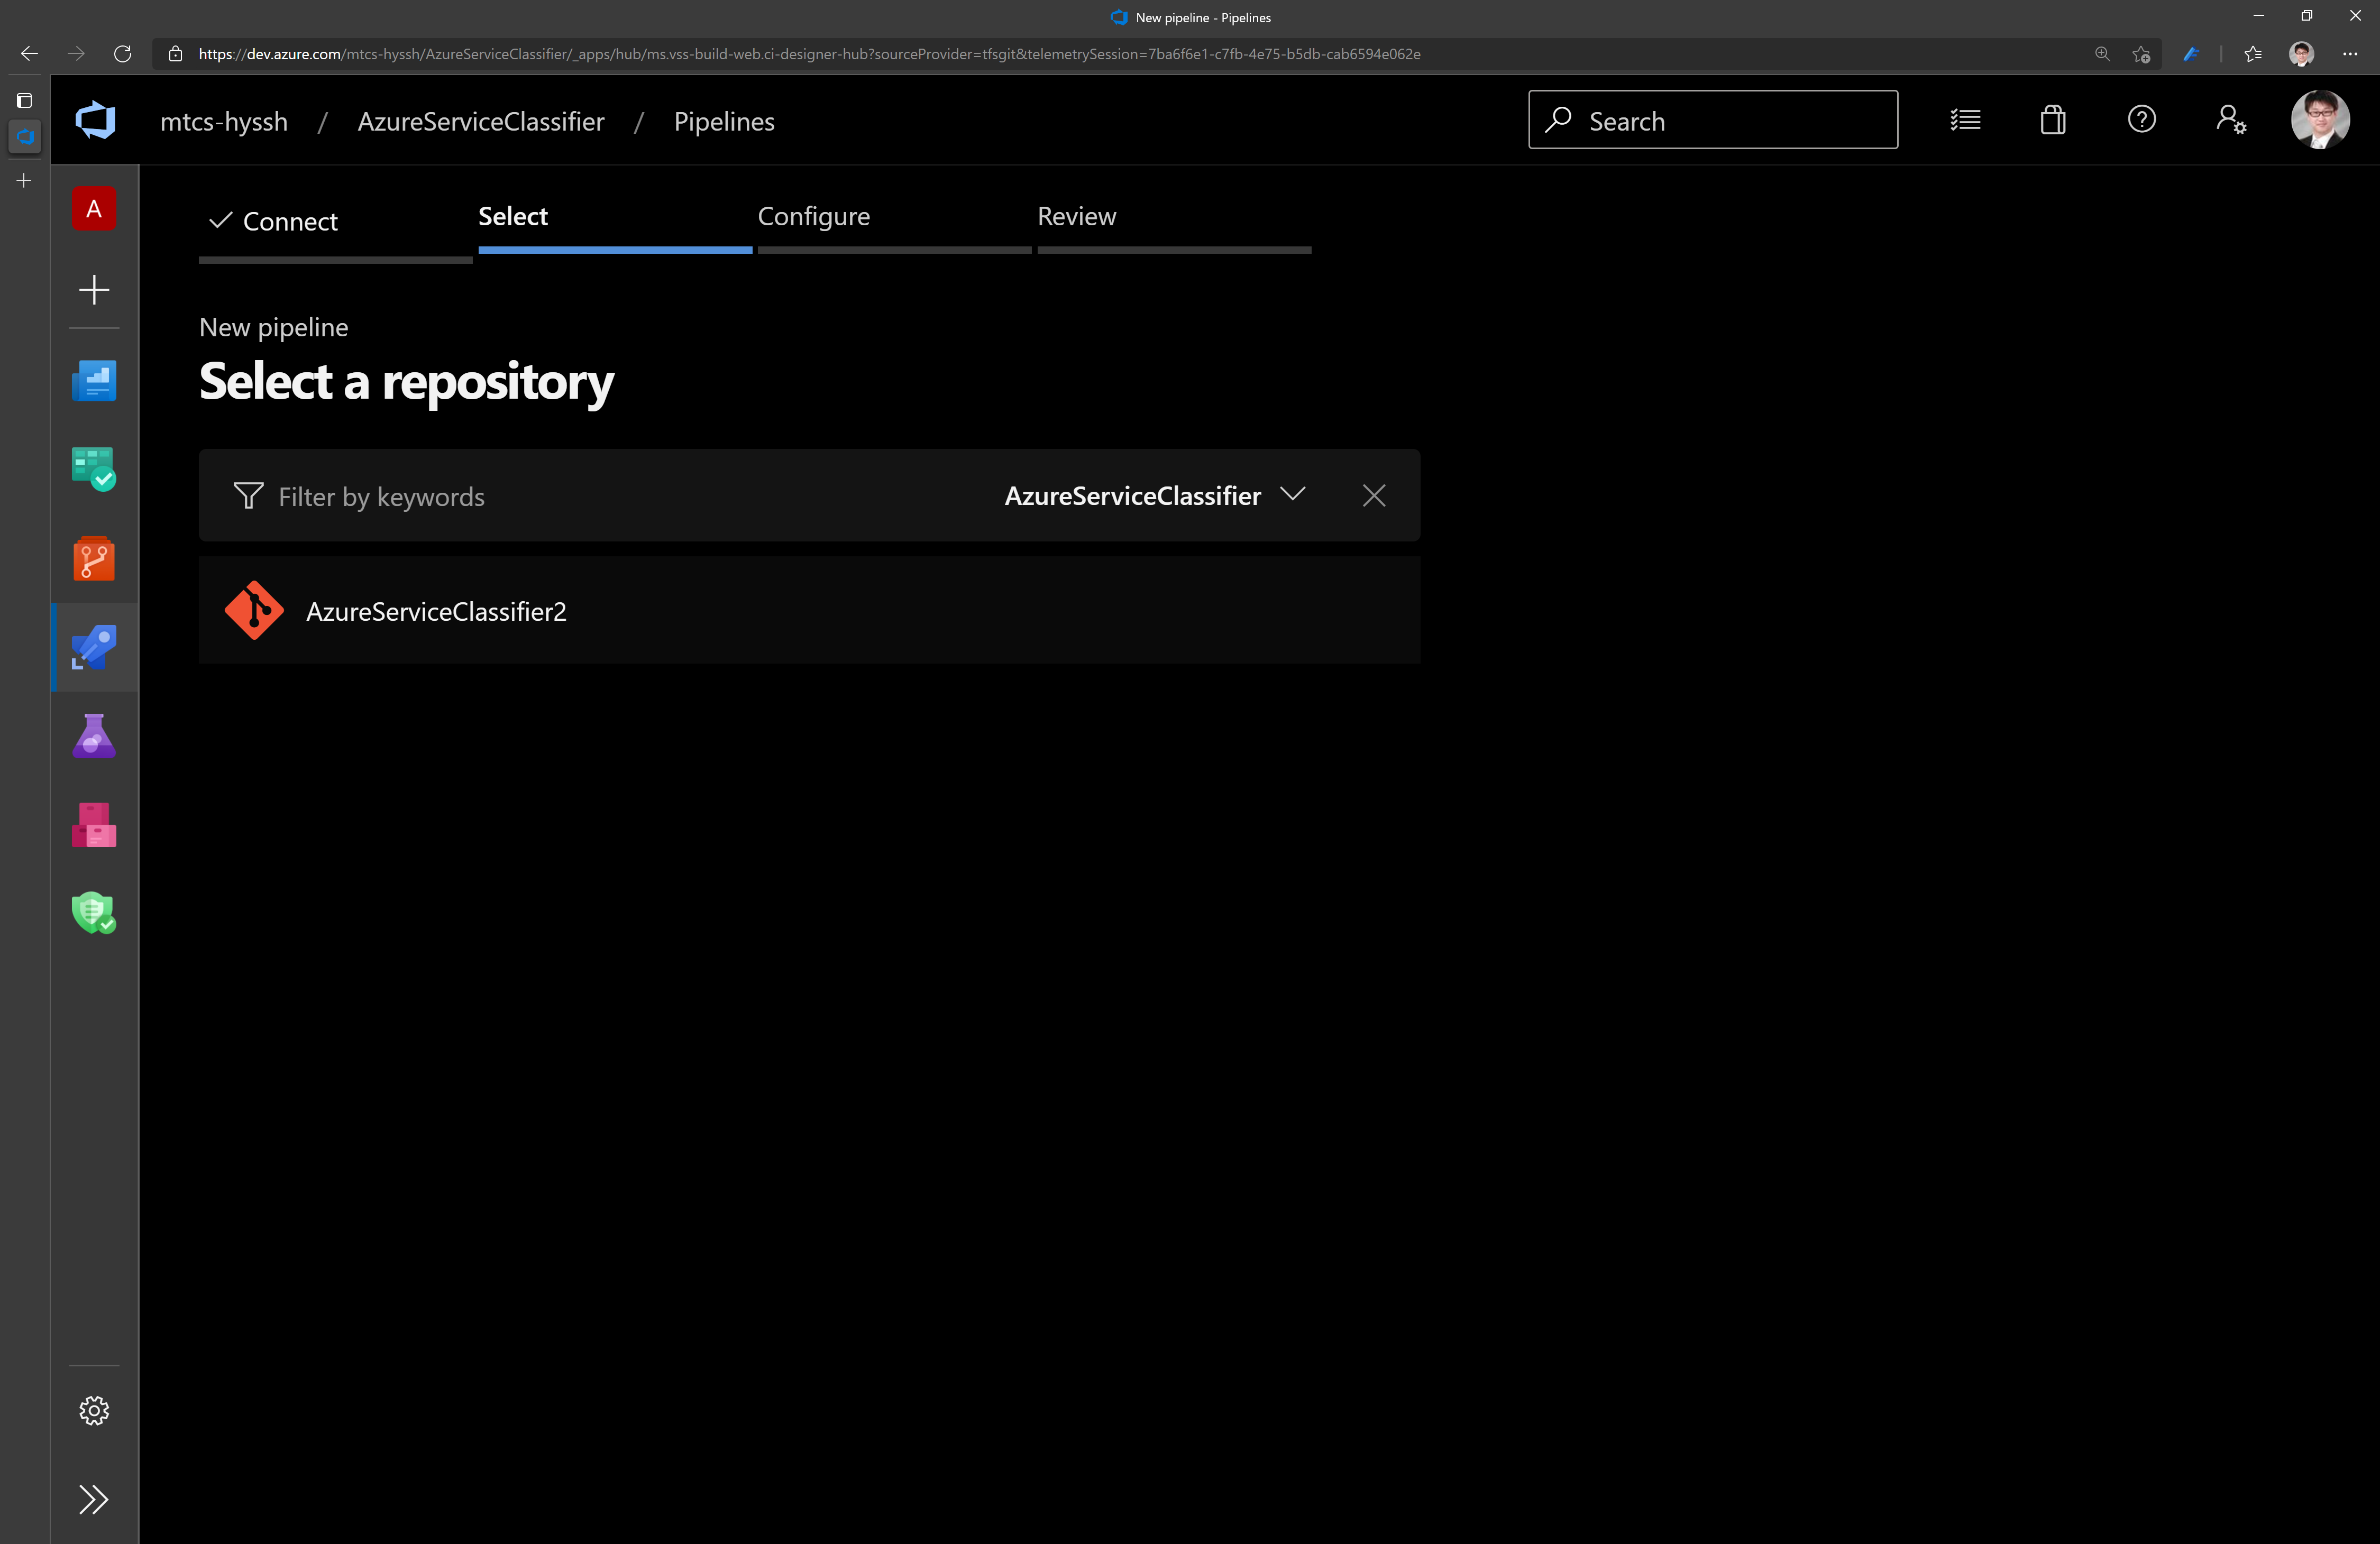 New pipeline - Pipelines
https://dev.azure.com/mtcs-hyssh/AzureServiceClassifier/_apps/hub/ms.vss-build-web.ci-designer-hub?sourceProvider=tfsgit&telemetrySession=7ba6f6e1-c7fb-4e75-b5db-cab6594e062e
mtcs-hyssh / AzureServiceClassifier / Pipelines
Search
A
Connect
Select
Configure
Review
New pipeline
Select a repository
Filter by keywords
AzureServiceClassifier
AzureServiceClassifier2